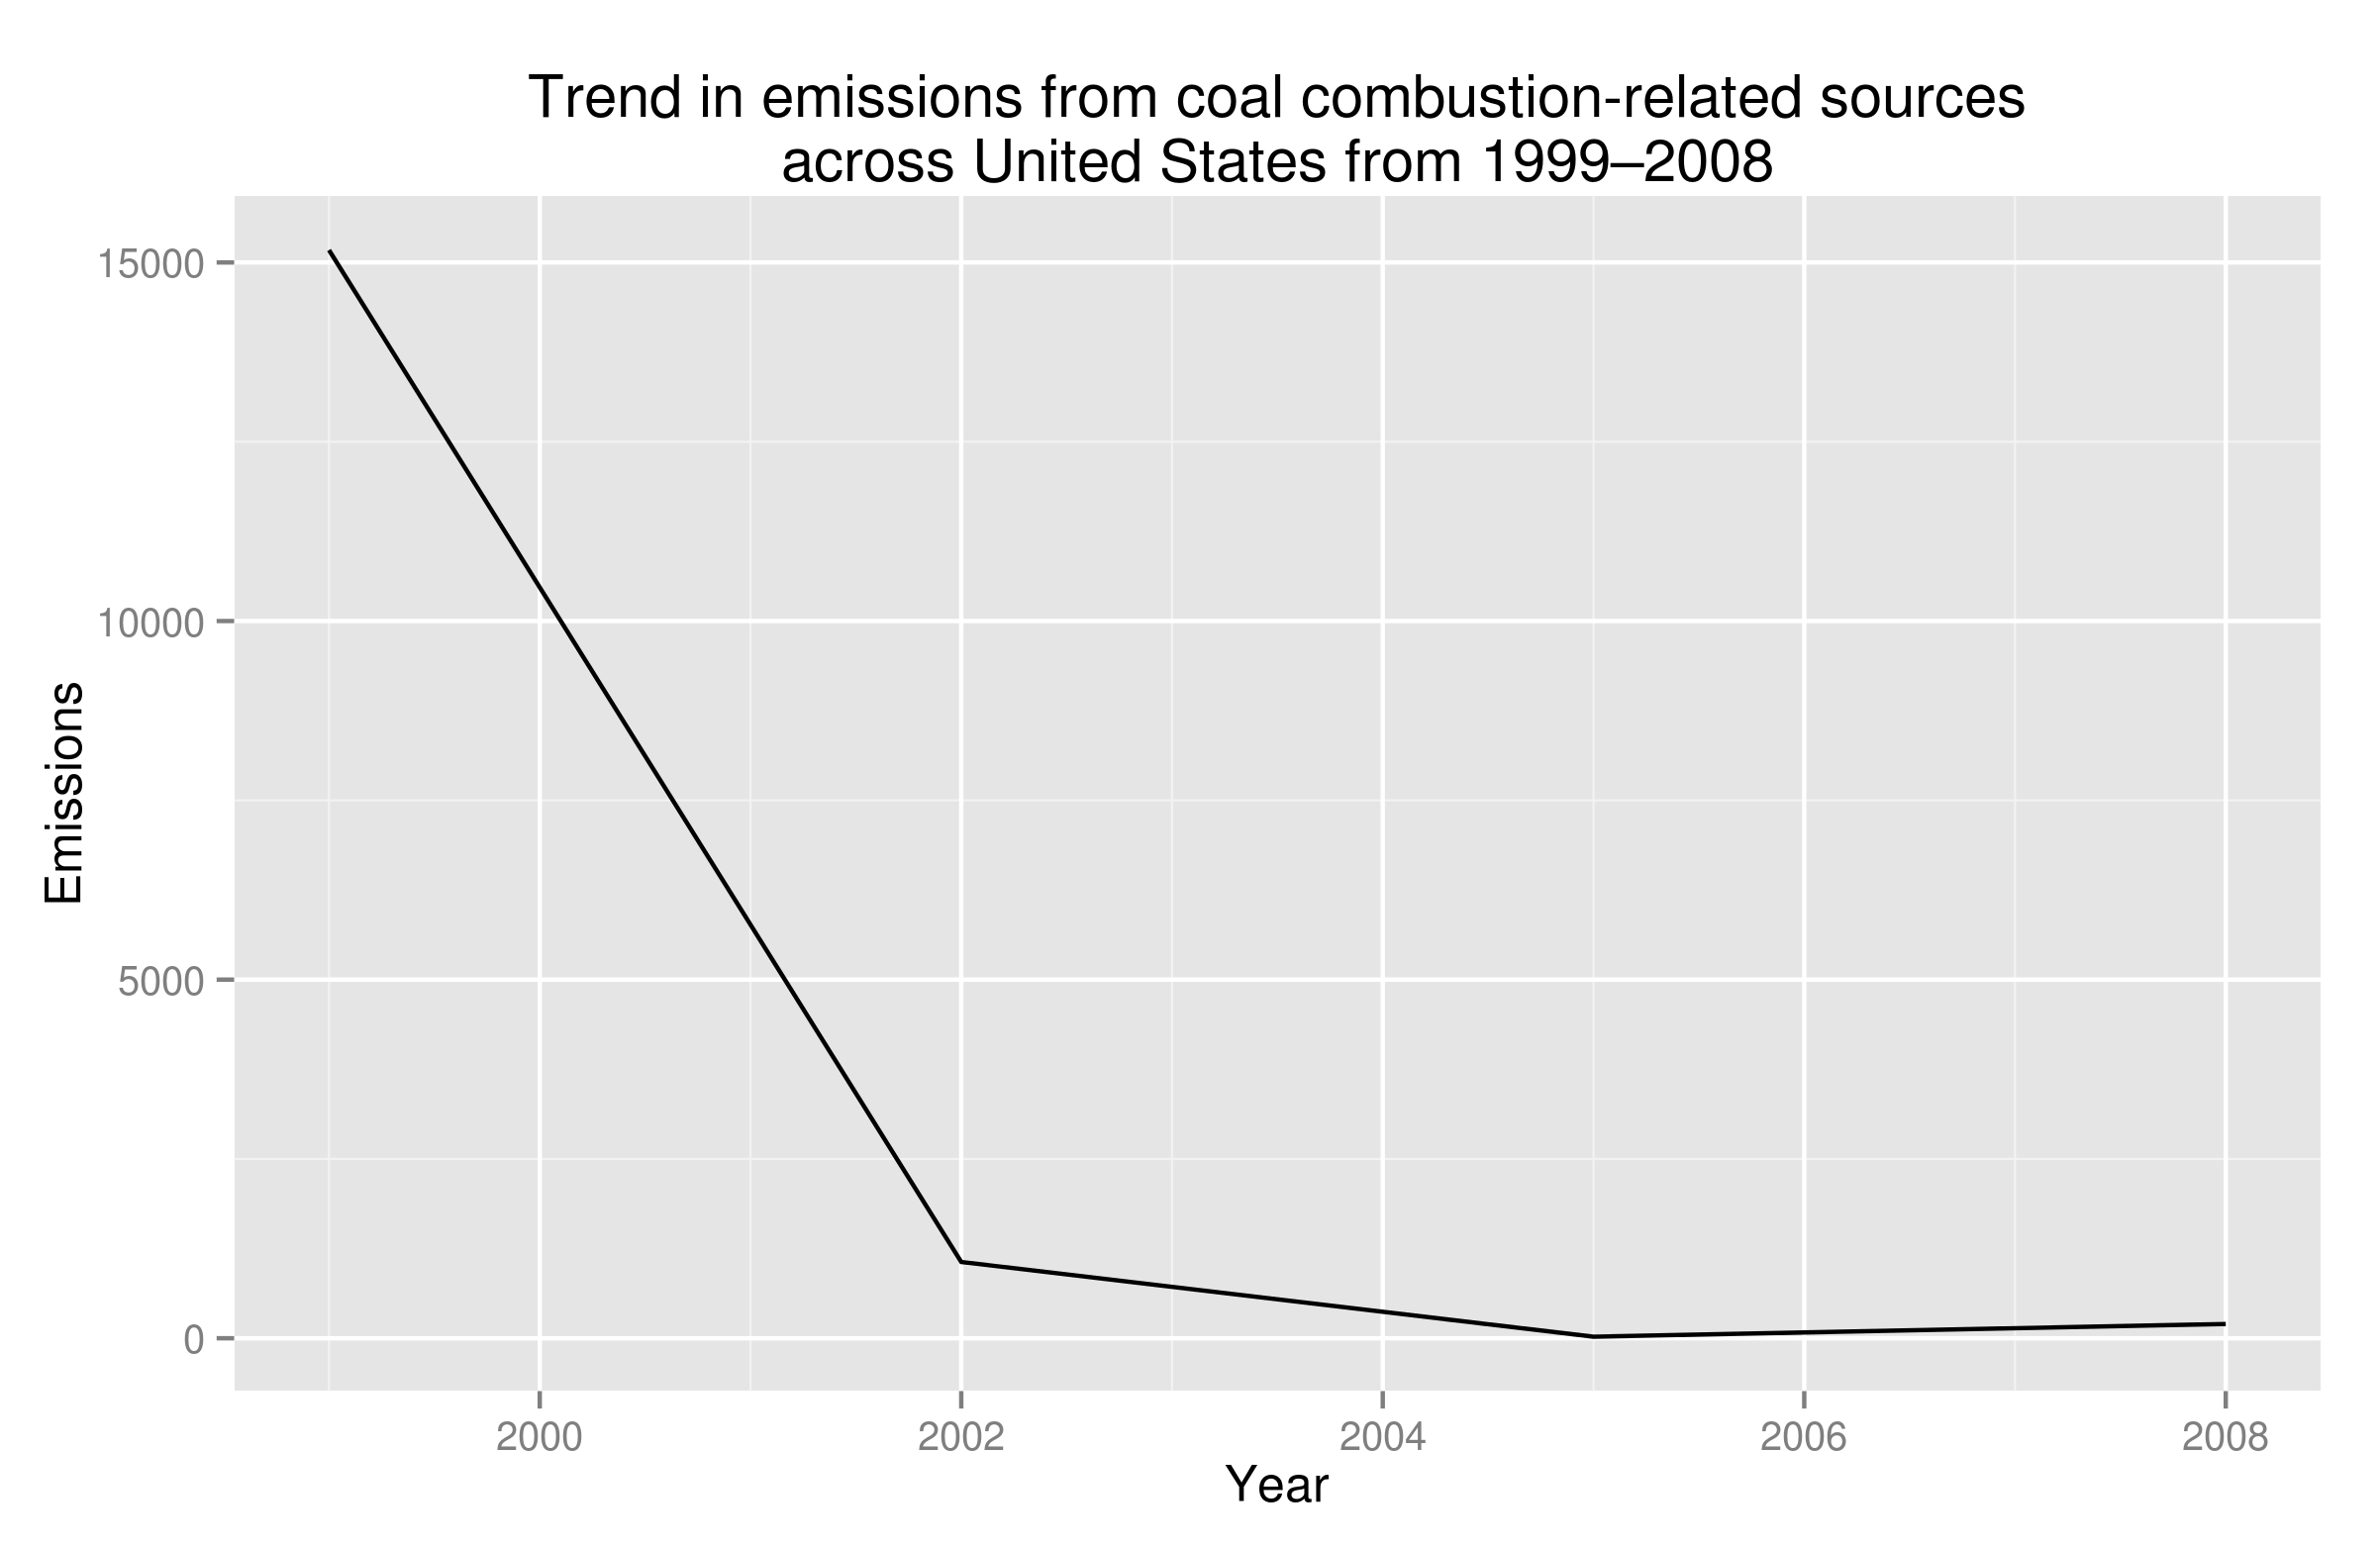 Trend in emissions from coal combustion-related sources
across United States from 1999–2008
15000
10000
5000
0
Emissions
2000
2002
2004
2006
2008
Year